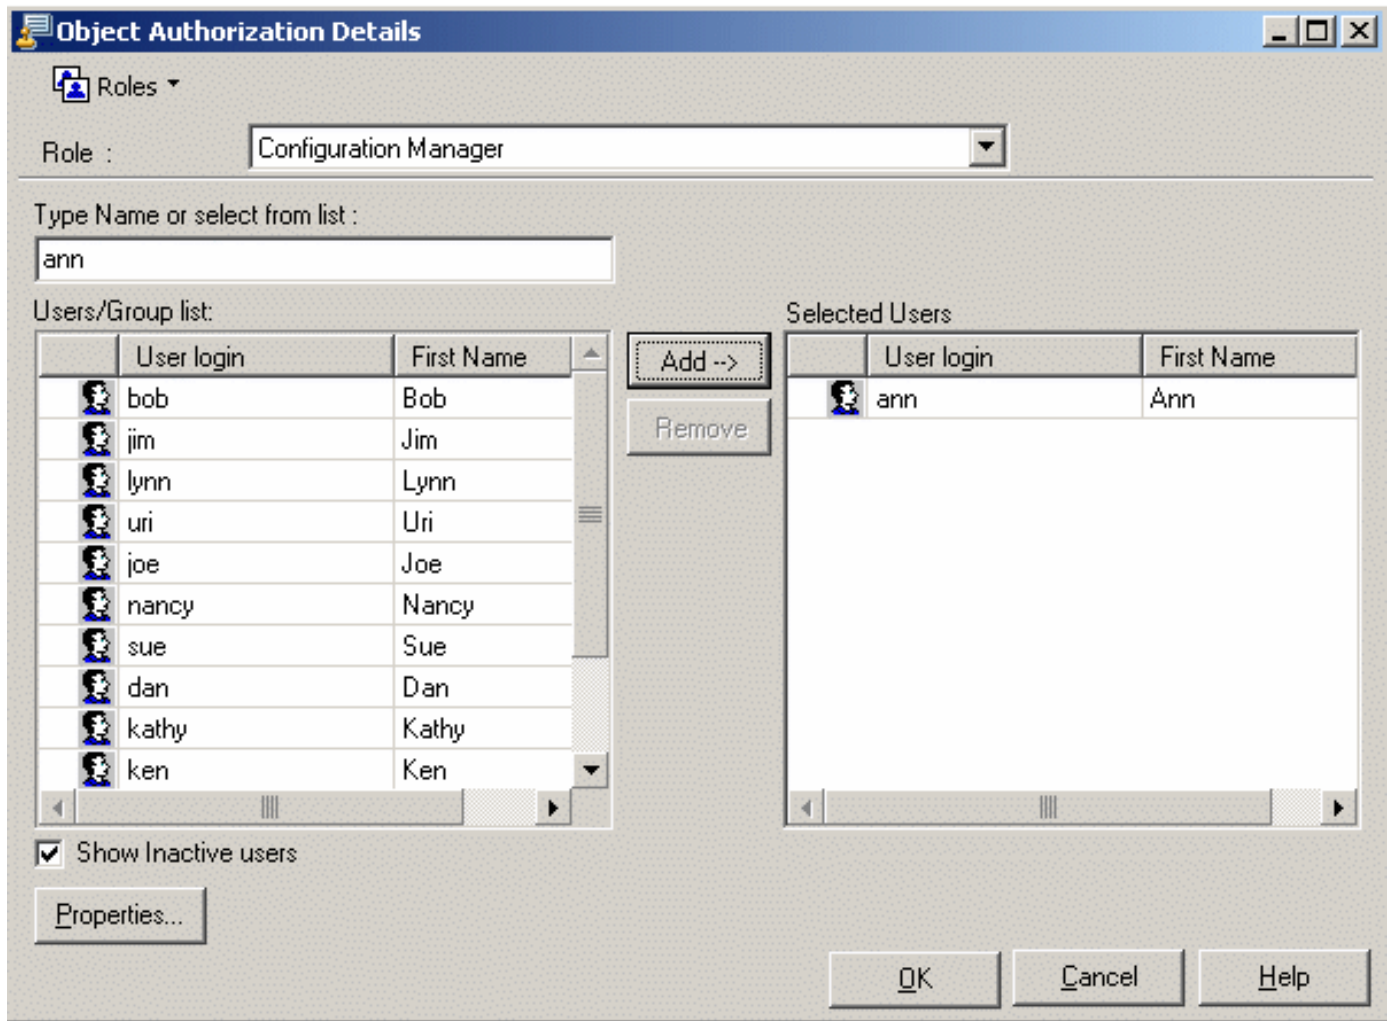 Object Authorization Details
Roles
Role :
Configuration Manager
Type Name or select from list :
ann
Users/Group list:
User login First Name
bob Bob
jim Jim
lynn Lynn
uri Uri
joe Joe
nancy Nancy
sue Sue
dan Dan
kathy Kathy
ken Ken
Add -->
Remove
Selected Users
User login First Name
ann Ann
Show Inactive users
Properties...
OK Cancel Help